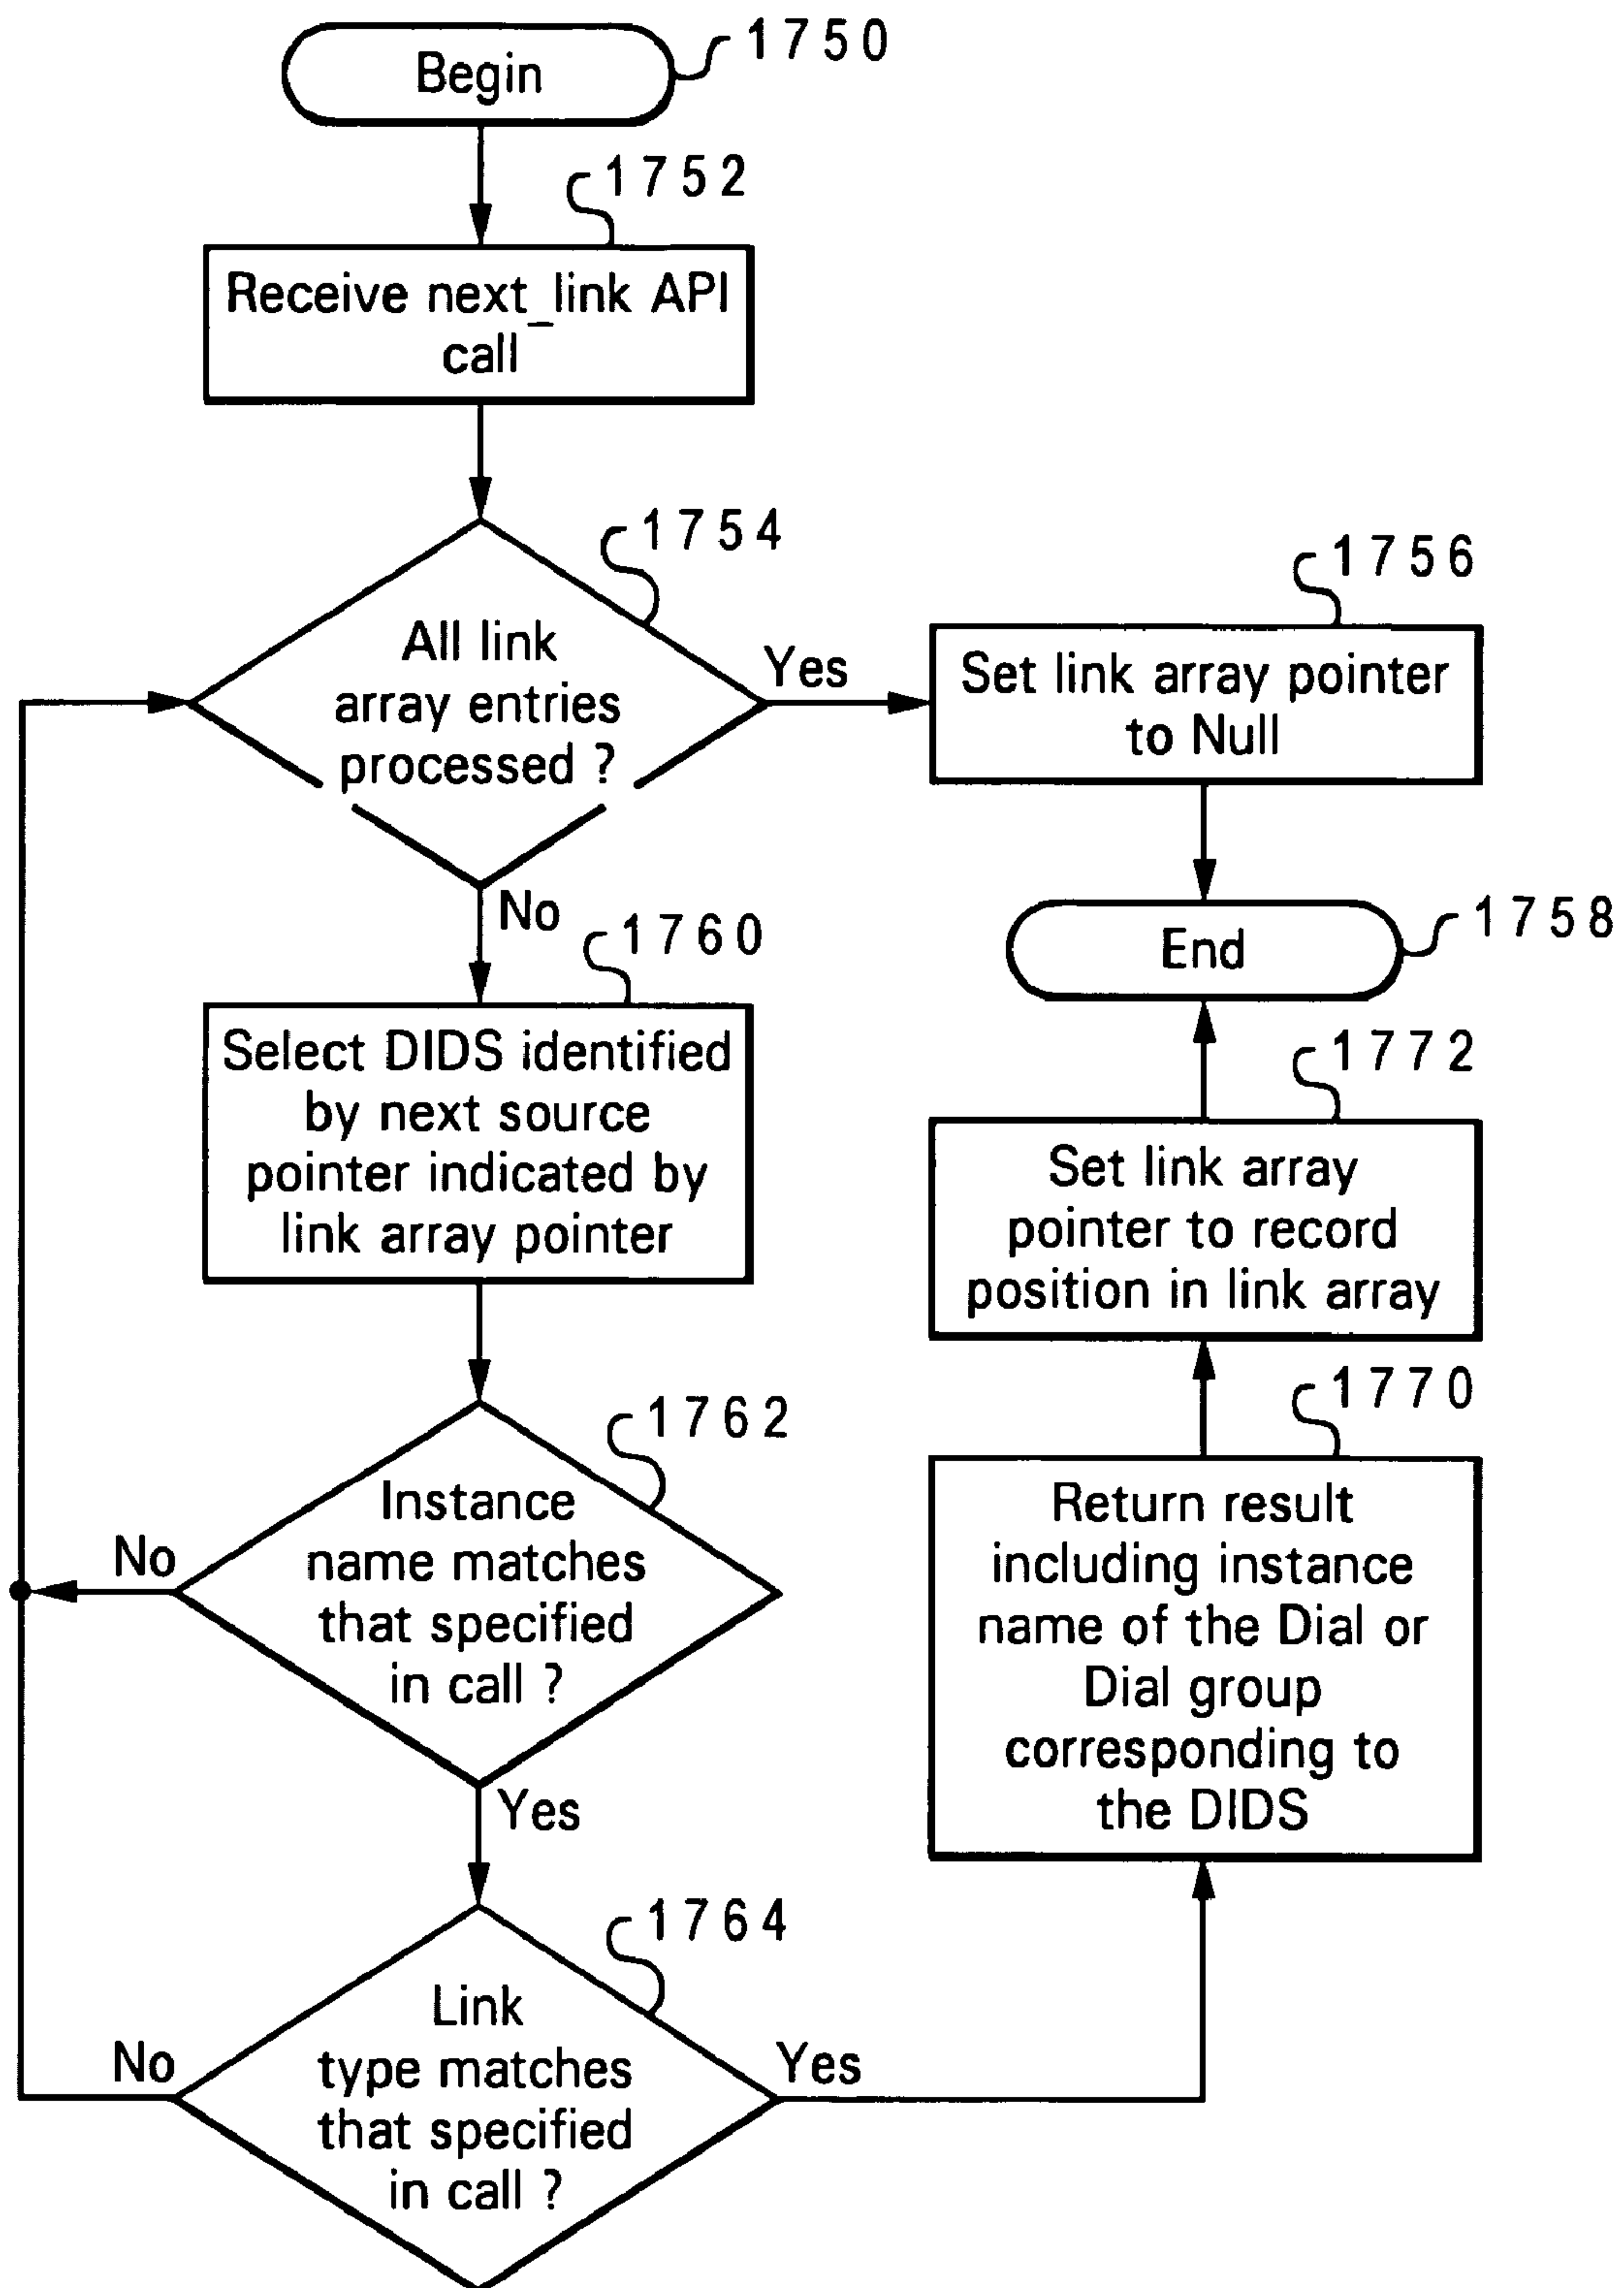 Begin
1750
1752
Receive next_link API
call
1754
All link
array entries
processed ?
Yes
No
1756
Set link array pointer
to Null
End
1758
1760
Select DIDS identified
by next source
pointer indicated by
link array pointer
1762
Instance
name matches
that specified
in call ?
No
Yes
1764
Link
type matches
that specified
in call ?
No
Yes
1770
Return result
including instance
name of the Dial or
Dial group
corresponding to
the DIDS
1772
Set link array
pointer to record
position in link array